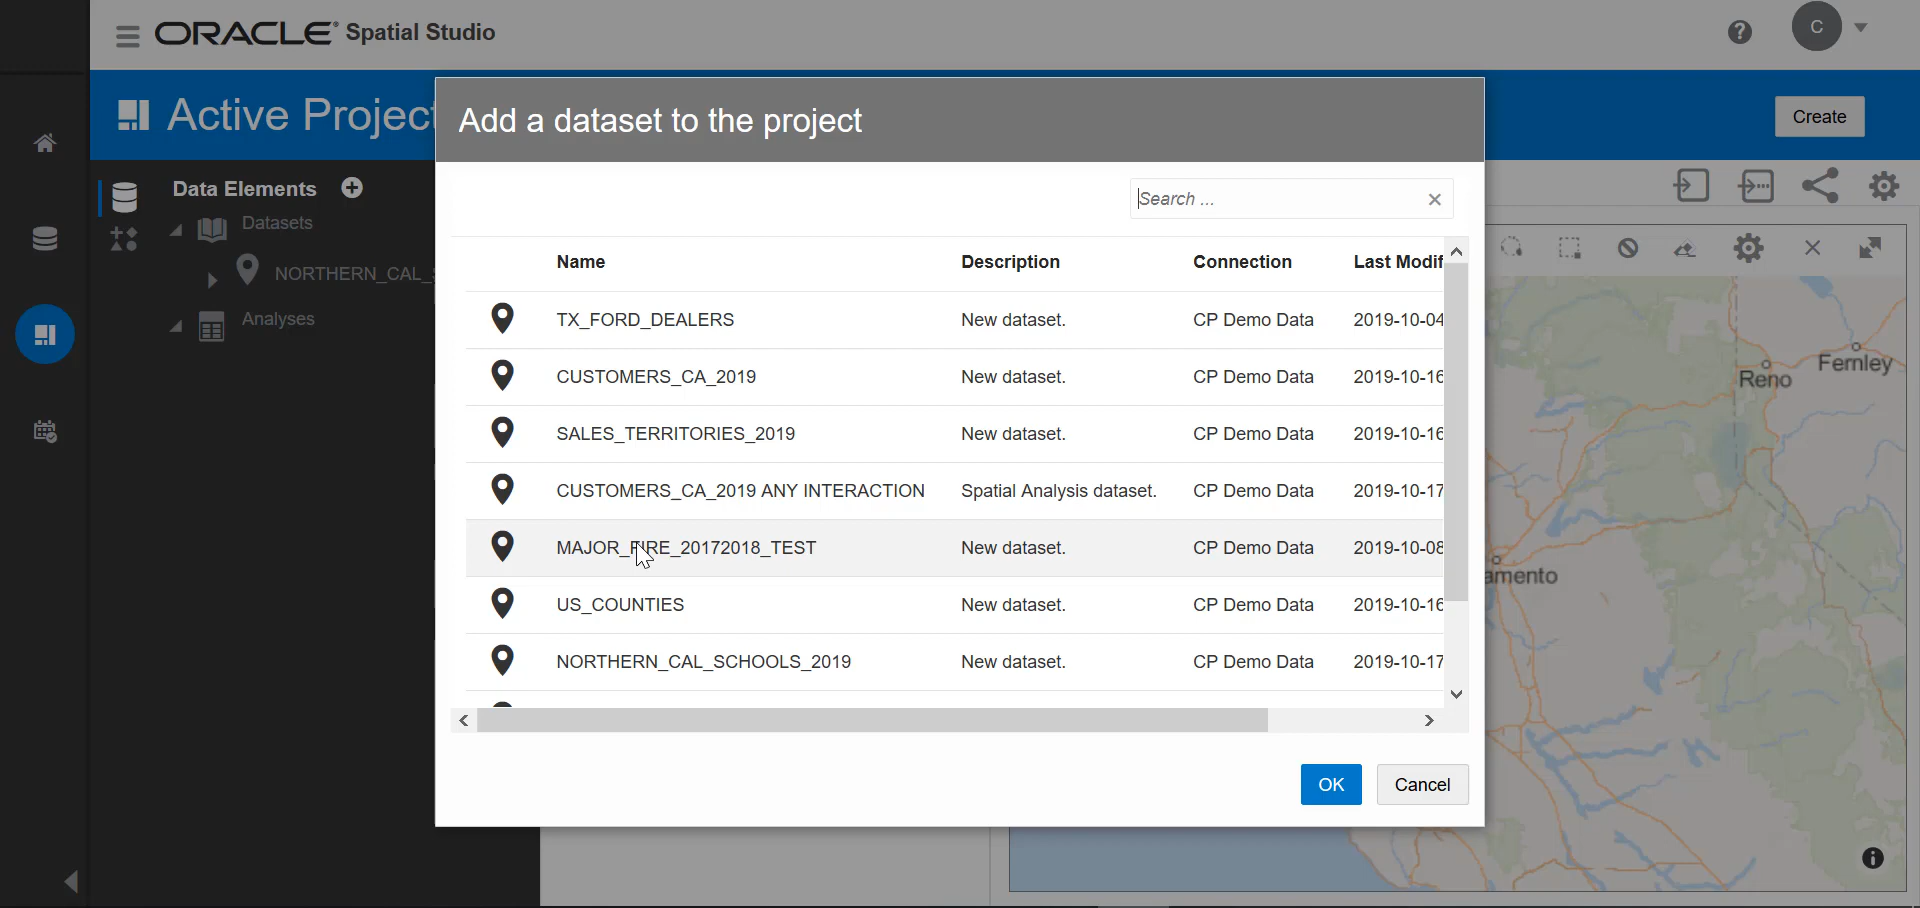 ORACLE® Spatial Studio
? C
Active Project
Create
Add a dataset to the project
Data Elements
Search ...
Datasets
NORTHERN_CAL_S
Analyses
Name Description Connection Last Modif
TX_FORD_DEALERS New dataset. CP Demo Data 2019-10-04
CUSTOMERS_CA_2019 New dataset. CP Demo Data 2019-10-16
SALES_TERRITORIES_2019 New dataset. CP Demo Data 2019-10-16
CUSTOMERS_CA_2019 ANY INTERACTION Spatial Analysis dataset. CP Demo Data 2019-10-17
MAJOR_FIRE_20172018_TEST New dataset. CP Demo Data 2019-10-08
US_COUNTIES New dataset. CP Demo Data 2019-10-16
NORTHERN_CAL_SCHOOLS_2019 New dataset. CP Demo Data 2019-10-17
OK Cancel
Reno
Fernley
amento